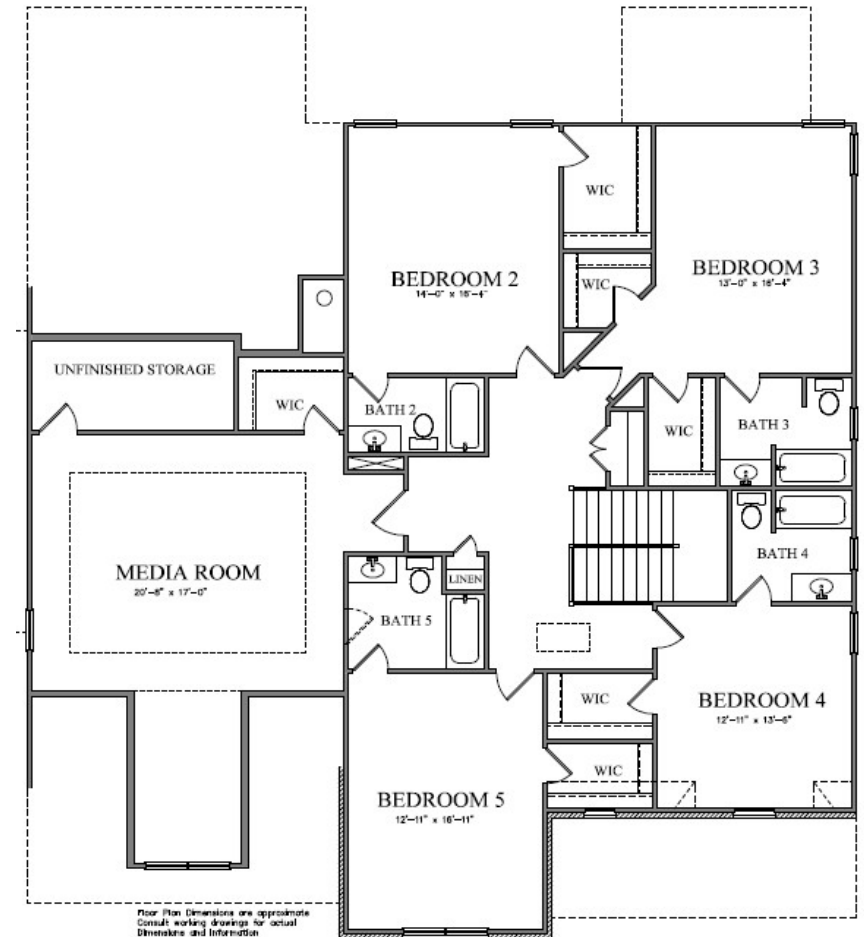 WIC
BEDROOM 2
14'-0" x 16'-4"
WIC
BEDROOM 3
13'-0" x 16'-4"
UNFINISHED STORAGE
WIC
BATH 2
WIC
BATH 3
MEDIA ROOM
20'-8" x 17'-0"
LINEN
BATH 4
BATH 5
WIC
BEDROOM 4
12'-11" x 13'-6"
WIC
BEDROOM 5
12'-11" x 16'-11"
Floor Plan Dimensions are approximate
Consult working drawings for actual
Dimensions and Information